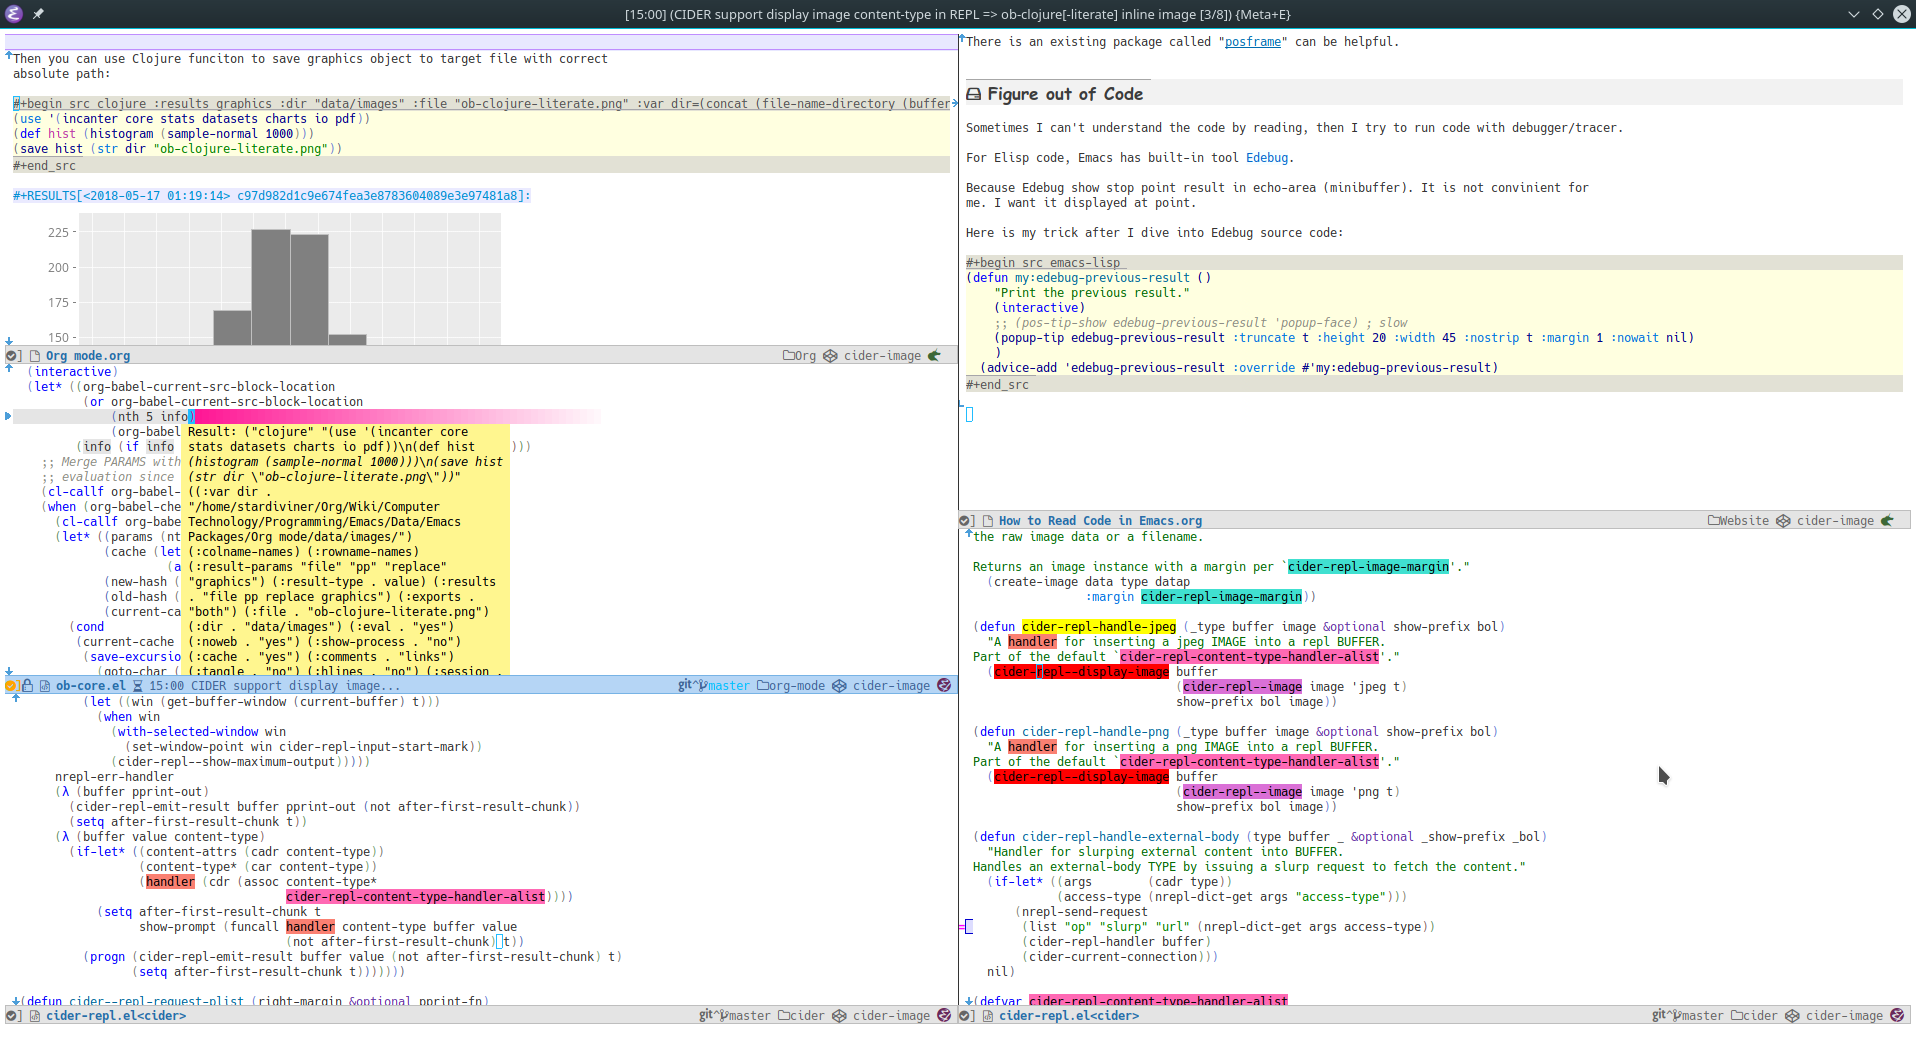 [15:00] (CIDER support display image content-type in REPL => ob-clojure[-literate] inline image [3/8]) {Meta+E}
Then you can use Clojure funciton to save graphics object to target file with correct
absolute path:
#+begin_src clojure :results graphics :dir "data/images" :file "ob-clojure-literate.png" :var dir=(concat (file-name-directory (buffer
(use '(incanter core stats datasets charts io pdf))
(def hist (histogram (sample-normal 1000)))
(save hist (str dir "ob-clojure-literate.png"))
#+end_src
#+RESULTS[<2018-05-17 01:19:14> c97d982d1c9e674fea3e8783604089e3e97481a8]:
225
200
175
150
Org mode.org Org cider-image
(interactive)
(let* ((org-babel-current-src-block-location
(or org-babel-current-src-block-location
(nth 5 info)
(org-babel
(info (if info )))
;; Merge PARAMS with
;; evaluation since
(cl-callf org-babel-
(when (org-babel-che
(cl-callf org-babe
(let* ((params (nt
(cache (let
(a
(new-hash (
(old-hash (
(current-ca
(cond
(current-cache
(save-excursio
(goto-char (
Result: ("clojure" "(use '(incanter core
stats datasets charts io pdf))\n(def hist
(histogram (sample-normal 1000)))\n(save hist
(str dir \"ob-clojure-literate.png\"))"
((:var dir .
"/home/stardiviner/Org/Wiki/Computer
Technology/Programming/Emacs/Data/Emacs
Packages/Org mode/data/images/")
(:colname-names) (:rowname-names)
(:result-params "file" "pp" "replace"
"graphics") (:result-type . value) (:results
. "file pp replace graphics") (:exports .
"both") (:file . "ob-clojure-literate.png")
(:dir . "data/images") (:eval . "yes")
(:noweb . "yes") (:show-process . "no")
(:cache . "yes") (:comments . "links")
(:tangle . "no") (:hlines . "no") (:session .
ob-core.el 15:00 CIDER support display image... git master org-mode cider-image
(let ((win (get-buffer-window (current-buffer) t)))
(when win
(with-selected-window win
(set-window-point win cider-repl-input-start-mark))
(cider-repl--show-maximum-output)))))
nrepl-err-handler
(λ (buffer pprint-out)
(cider-repl-emit-result buffer pprint-out (not after-first-result-chunk))
(setq after-first-result-chunk t))
(λ (buffer value content-type)
(if-let* ((content-attrs (cadr content-type))
(content-type* (car content-type))
(handler (cdr (assoc content-type*
cider-repl-content-type-handler-alist))))
(setq after-first-result-chunk t
show-prompt (funcall handler content-type buffer value
(not after-first-result-chunk) t))
(progn (cider-repl-emit-result buffer value (not after-first-result-chunk) t)
(setq after-first-result-chunk t)))))))
(defun cider--repl-request-plist (right-margin &optional pprint-fn)
cider-repl.el<cider> git master cider cider-image
There is an existing package called "posframe" can be helpful.
Figure out of Code
Sometimes I can't understand the code by reading, then I try to run code with debugger/tracer.
For Elisp code, Emacs has built-in tool Edebug.
Because Edebug show stop point result in echo-area (minibuffer). It is not convinient for
me. I want it displayed at point.
Here is my trick after I dive into Edebug source code:
#+begin_src emacs-lisp
(defun my:edebug-previous-result ()
"Print the previous result."
(interactive)
;; (pos-tip-show edebug-previous-result 'popup-face) ; slow
(popup-tip edebug-previous-result :truncate t :height 20 :width 45 :nostrip t :margin 1 :nowait nil)
)
(advice-add 'edebug-previous-result :override #'my:edebug-previous-result)
#+end_src
How to Read Code in Emacs.org Website cider-image
the raw image data or a filename.
Returns an image instance with a margin per `cider-repl-image-margin'."
(create-image data type datap
:margin cider-repl-image-margin))
(defun cider-repl-handle-jpeg (_type buffer image &optional show-prefix bol)
"A handler for inserting a jpeg IMAGE into a repl BUFFER.
Part of the default `cider-repl-content-type-handler-alist'."
(cider-repl--display-image buffer
(cider-repl--image image 'jpeg t)
show-prefix bol image))
(defun cider-repl-handle-png (_type buffer image &optional show-prefix bol)
"A handler for inserting a png IMAGE into a repl BUFFER.
Part of the default `cider-repl-content-type-handler-alist'."
(cider-repl--display-image buffer
(cider-repl--image image 'png t)
show-prefix bol image))
(defun cider-repl-handle-external-body (type buffer _ &optional _show-prefix _bol)
"Handler for slurping external content into BUFFER.
Handles an external-body TYPE by issuing a slurp request to fetch the content."
(if-let* ((args (cadr type))
(access-type (nrepl-dict-get args "access-type")))
(nrepl-send-request
(list "op" "slurp" "url" (nrepl-dict-get args access-type))
(cider-repl-handler buffer)
(cider-current-connection)))
nil)
(defvar cider-repl-content-type-handler-alist
cider-repl.el<cider> git master cider cider-image